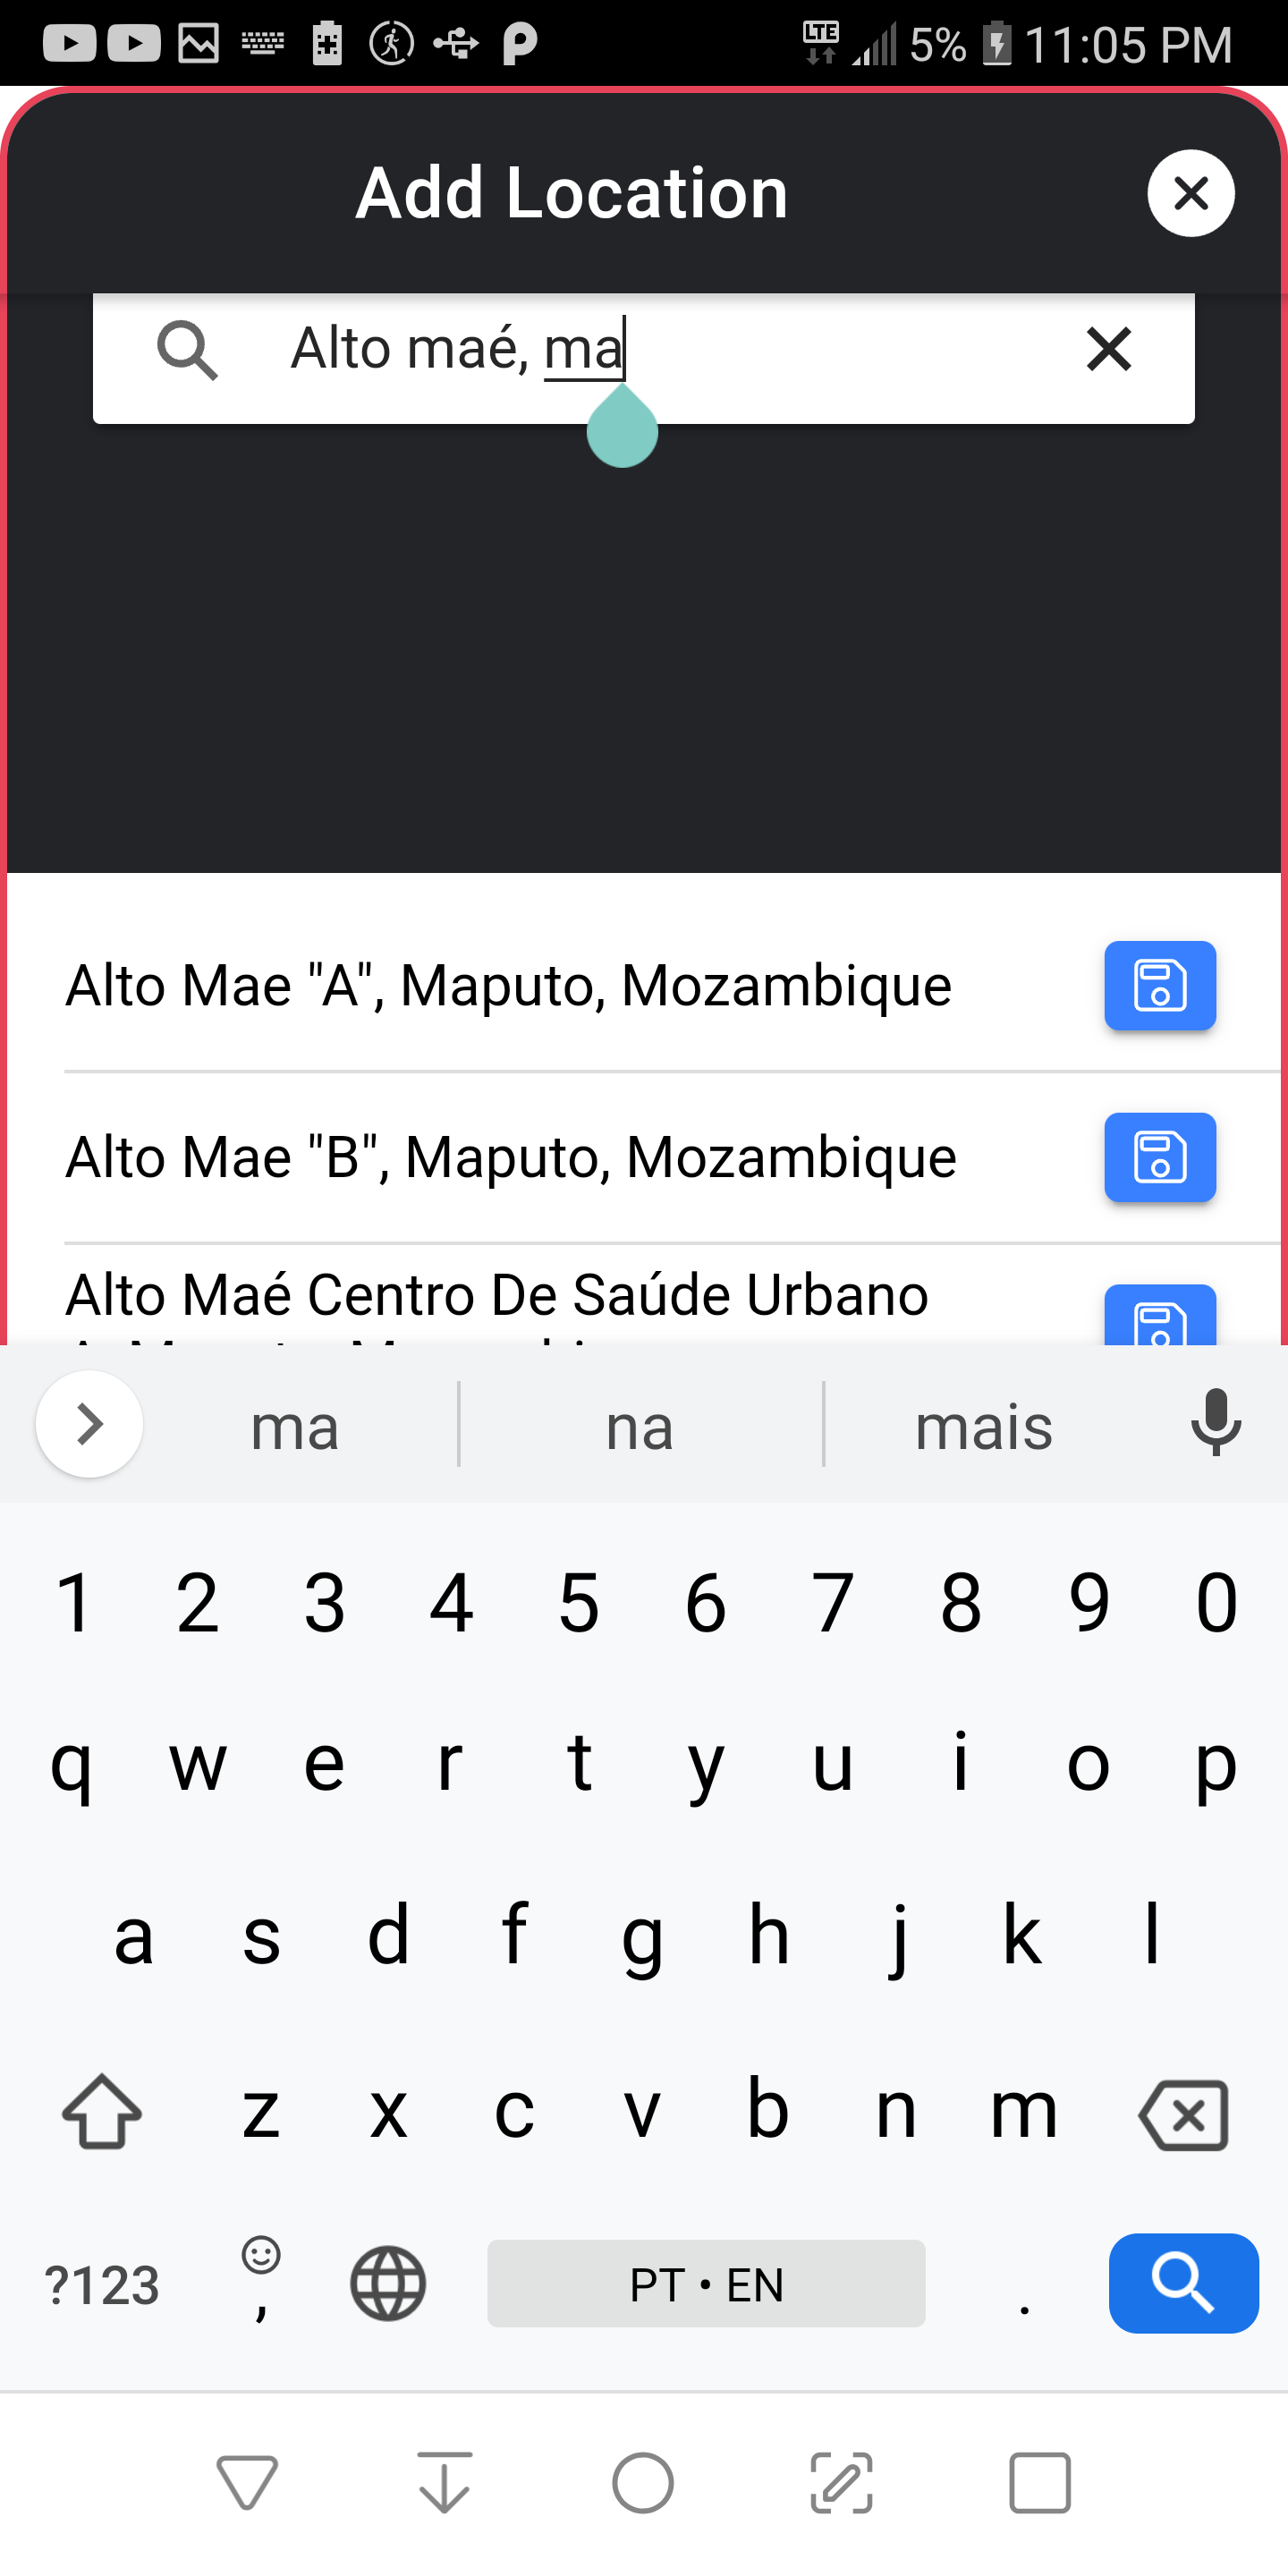 LTE 5% 11:05 PM
Add Location
Alto maé, ma
Alto Mae "A", Maputo, Mozambique
Alto Mae "B", Maputo, Mozambique
Alto Maé Centro De Saúde Urbano
ma na mais
1 2 3 4 5 6 7 8 9 0
q w e r t y u i o p
a s d f g h j k l
z x c v b n m
?123 , PT • EN .